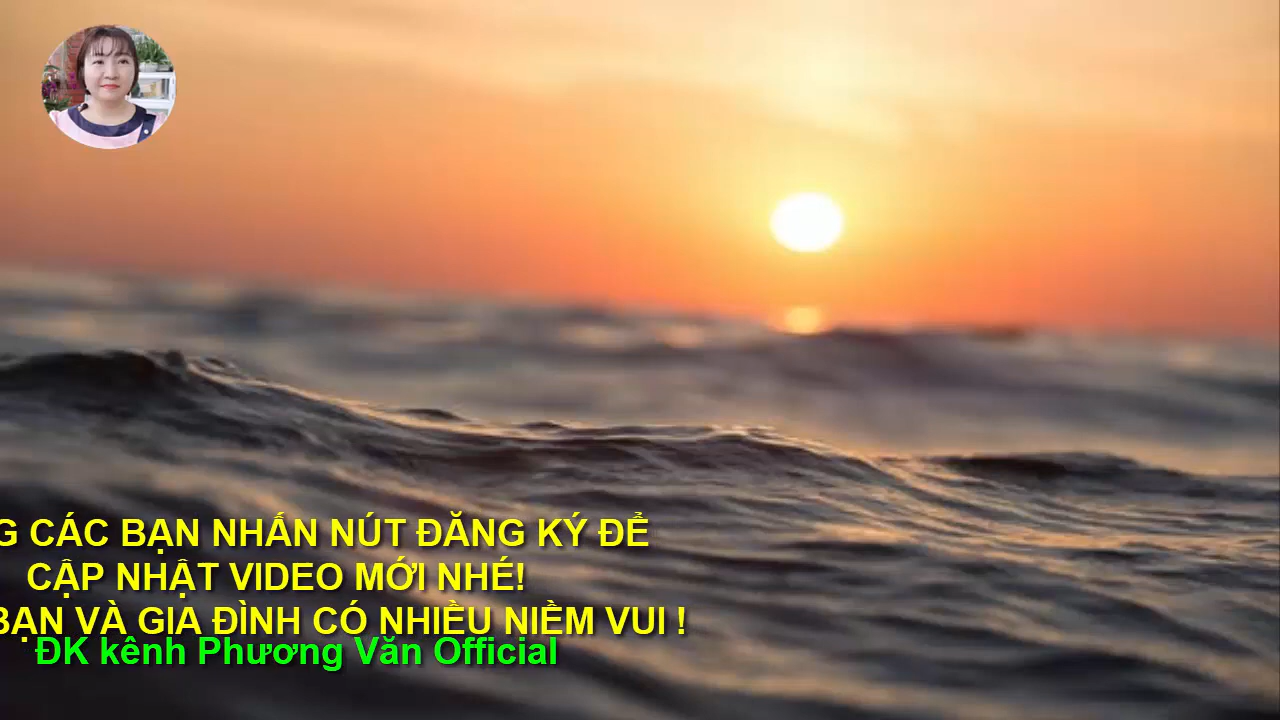 CÁC BẠN NHẤN NÚT ĐĂNG KÝ ĐỂ
CẬP NHẬT VIDEO MỚI NHÉ!
BẠN VÀ GIA ĐÌNH CÓ NHIỀU NIỀM VUI !
ĐK kênh Phương Văn Official